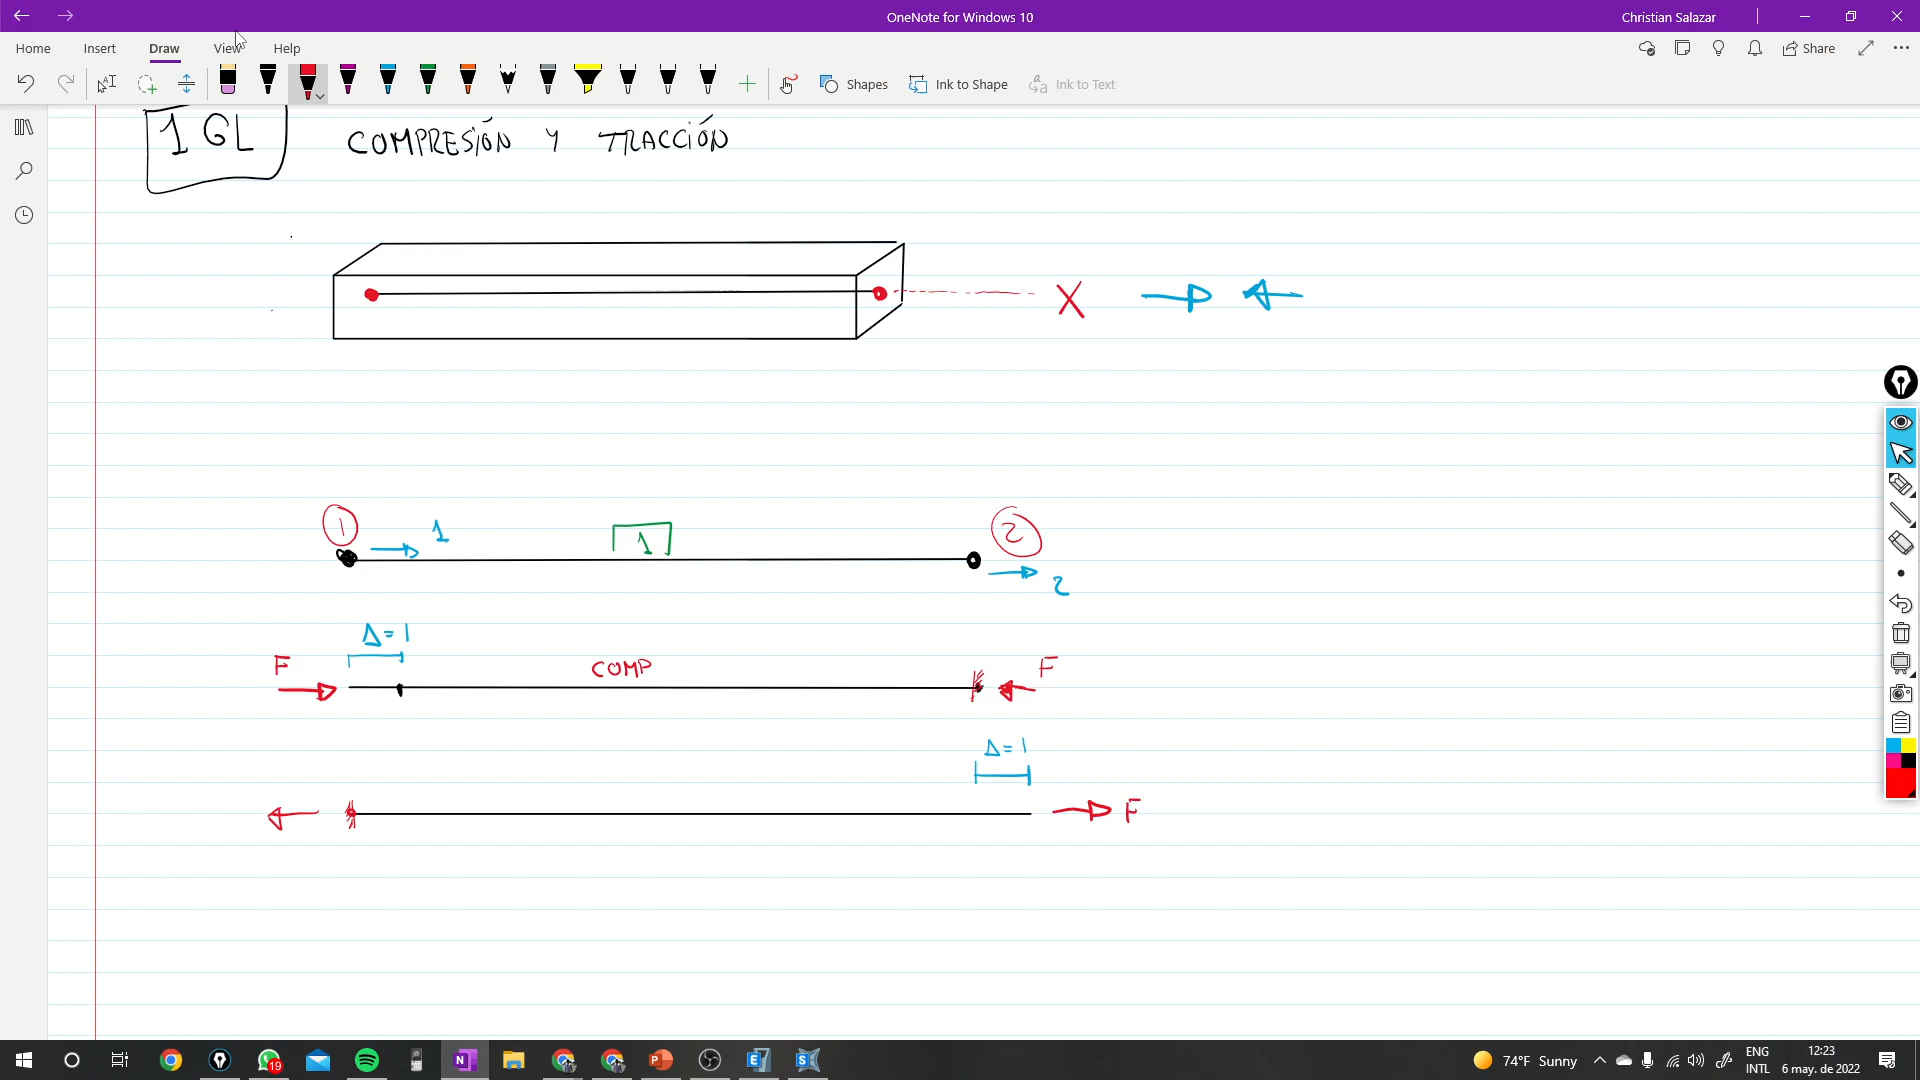 OneNote for Windows 10
Christian Salazar
Home Insert Draw View Help
Share
Shapes Ink to Shape Ink to Text
1 GL COMPRESIÓN Y TRACCIÓN
X
1 1 1 2
2
Δ = 1
F COMP F
Δ = 1
F
19
74°F Sunny
ENG
INTL
12:23
6 may. de 2022